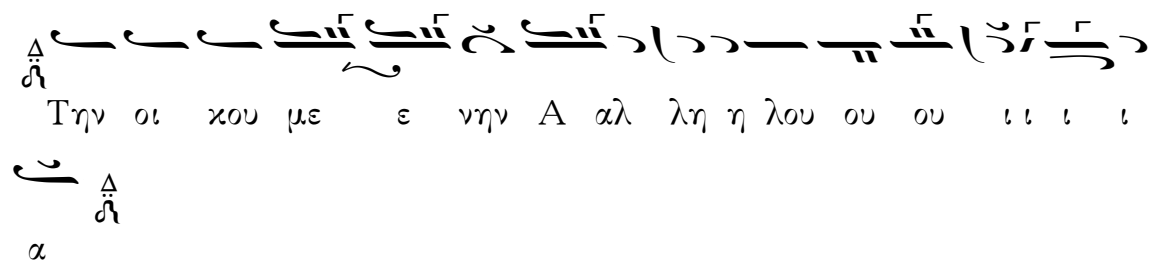 Την οι κου με ε νην Α αλ λη η λου ου ου ι ι ι ι
α